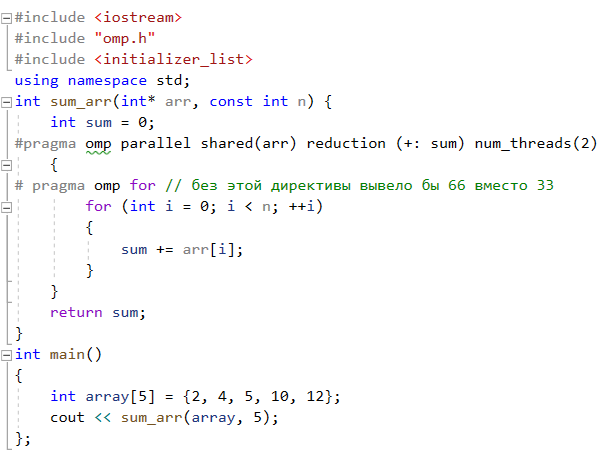 #include <iostream>
#include "omp.h"
#include <initializer_list>
using namespace std;
int sum_arr(int* arr, const int n) {
    int sum = 0;
#pragma omp parallel shared(arr) reduction (+: sum) num_threads(2)
    {
# pragma omp for // без этой директивы вывело бы 66 вместо 33
        for (int i = 0; i < n; ++i)
        {
            sum += arr[i];
        }
    }
    return sum;
}
int main()
{
    int array[5] = {2, 4, 5, 10, 12};
    cout << sum_arr(array, 5);
};